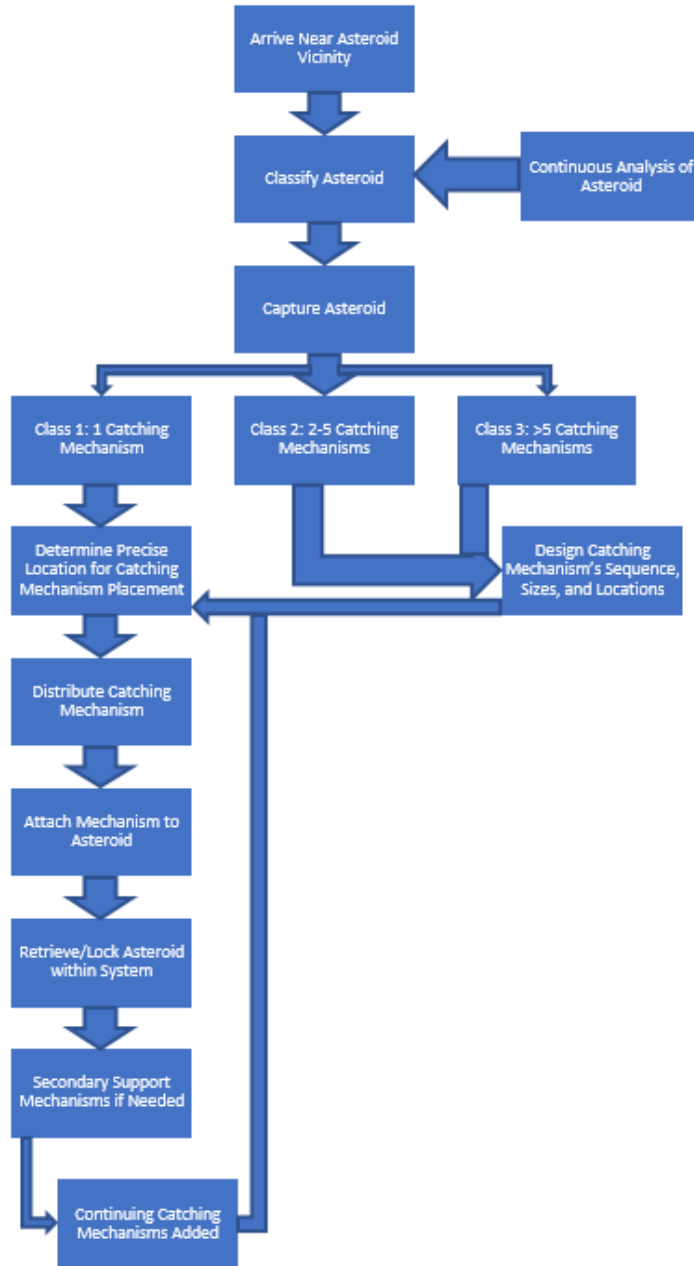 Arrive Near Asteroid
Vicinity
Classify Asteroid
Continuous Analysis of
Asteroid
Capture Asteroid
Class 1: 1 Catching
Mechanism
Class 2: 2-5 Catching
Mechanisms
Class 3: >5 Catching
Mechanisms
Determine Precise
Location for Catching
Mechanism Placement
Design Catching
Mechanism's Sequence,
Sizes, and Locations
Distribute Catching
Mechanism
Attach Mechanism to
Asteroid
Retrieve/Lock Asteroid
within System
Secondary Support
Mechanisms if Needed
Continuing Catching
Mechanisms Added